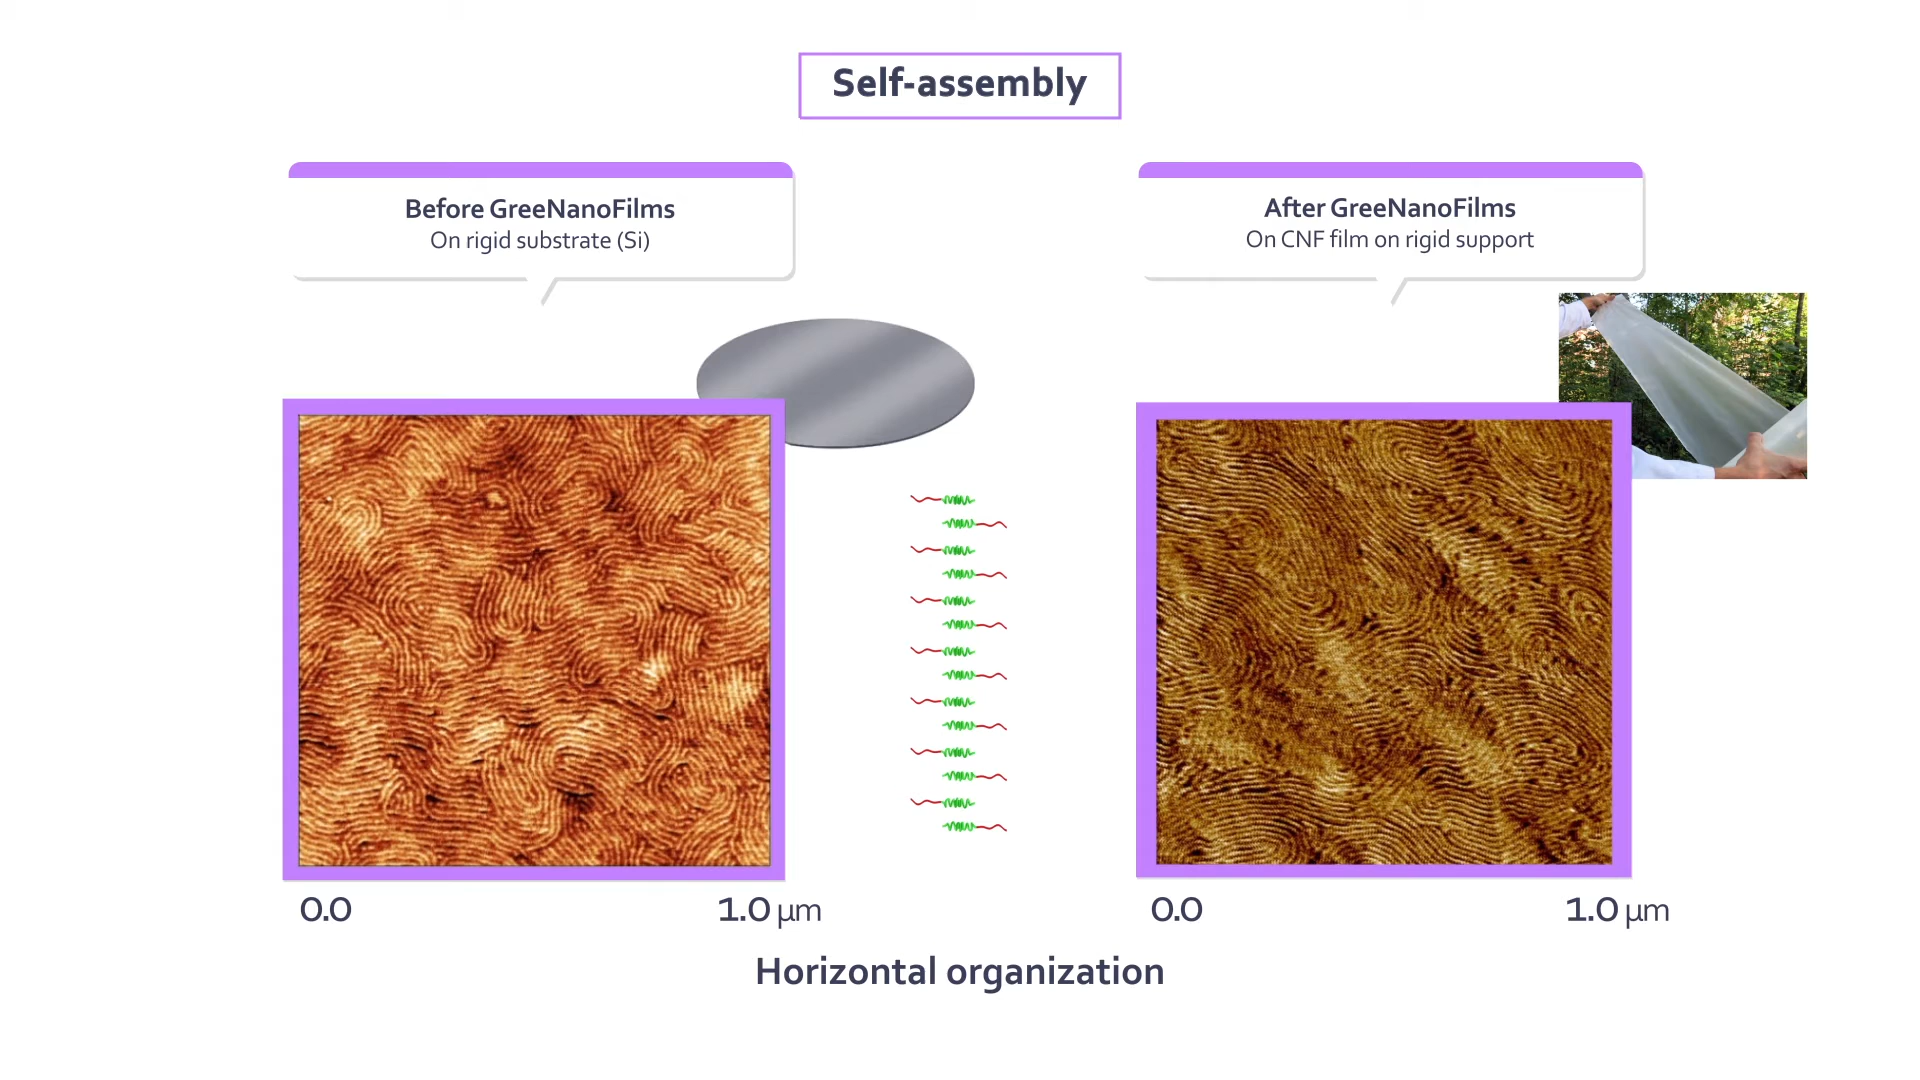 Self-assembly
Before GreeNanoFilms
On rigid substrate (Si)
After GreeNanoFilms
On CNF film on rigid support
0.0
1.0 µm
0.0
1.0 µm
Horizontal organization